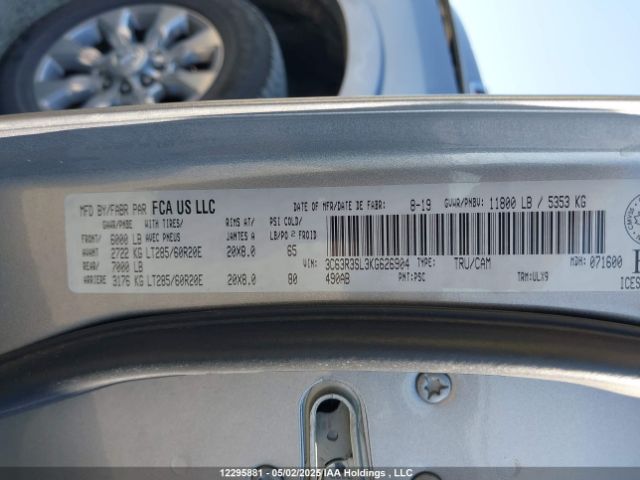 MFD BY/FABR PAR FCA US LLC DATE OF MFR/DATE DE FABR: 8-19 GVWR/PNBV: 11800 LB / 5353 KG
GAWR/PNBE WITH TIRES/ RIMS AT/ PSI COLD/
FRONT/ 6000 LB AVEC PNEUS JANTES A LB/PO 2 FROID
AVANT 2722 KG LT285/60R20E 20X8.0 65
REAR/ 7000 LB
ARRIERE 3176 KG LT285/60R20E 20X8.0 80
VIN: 3C63R3SL3KG626904 TYPE: TRU/CAM MDH: 071600
490AB PNT: PSC TRM: ULX9
ICES
12295881 - 05/02/2025 IAA Holdings , LLC